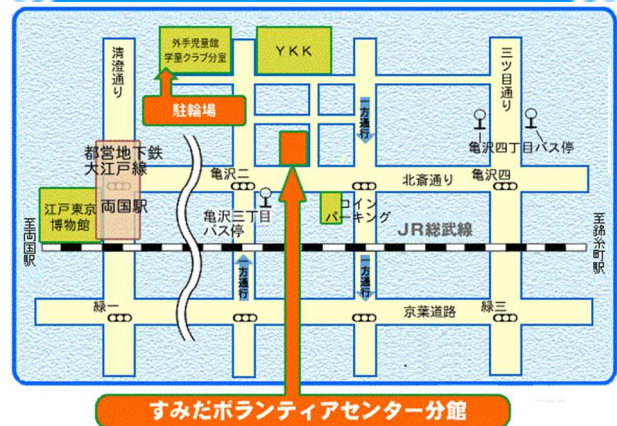 外手児童館
学童クラブ分室
YKK
清澄通り
三ツ目通り
駐輪場
一方通行
亀沢四丁目バス停
都営地下鉄
大江戸線
両国駅
亀沢二
北斎通り
亀沢四
江戸東京
博物館
亀沢三丁目
バス停
コイン
パーキング
JR総武線
至両国駅
至錦糸町駅
一方通行
一方通行
緑一
京葉道路
緑三
すみだボランティアセンター分館